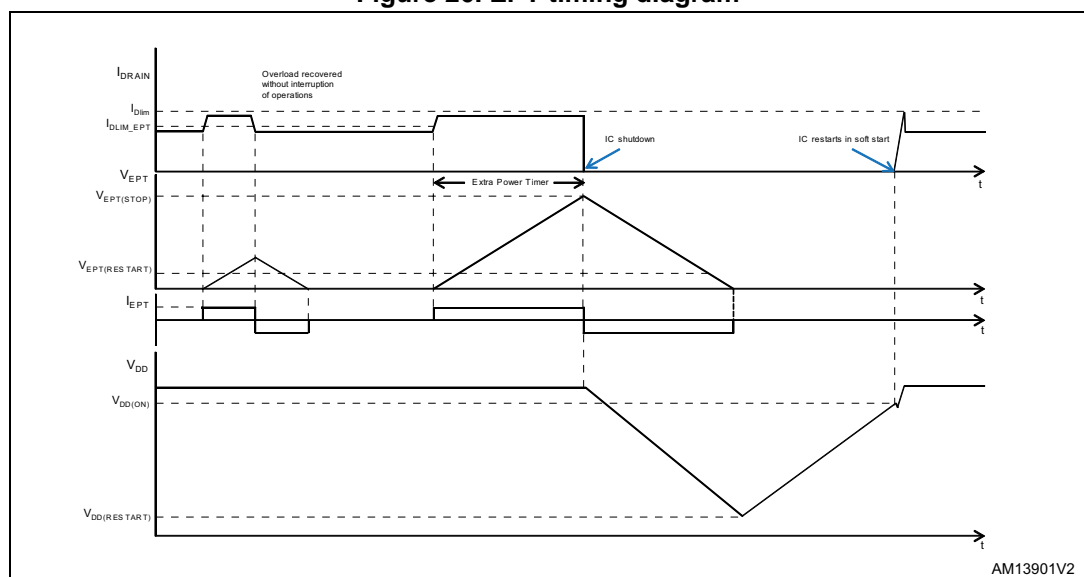 Figure 26. EPT timing diagram
IDRAIN
Overload recovered
without interruption
of operations
IDlim
IDLIM_EPT
IC shutdown
IC restarts in soft start
VEPT
Extra Power Timer
t
VEPT(STOP)
VEPT(RESTART)
IEPT
t
t
VDD
VDD(ON)
VDD(RESTART)
t
AM13901V2